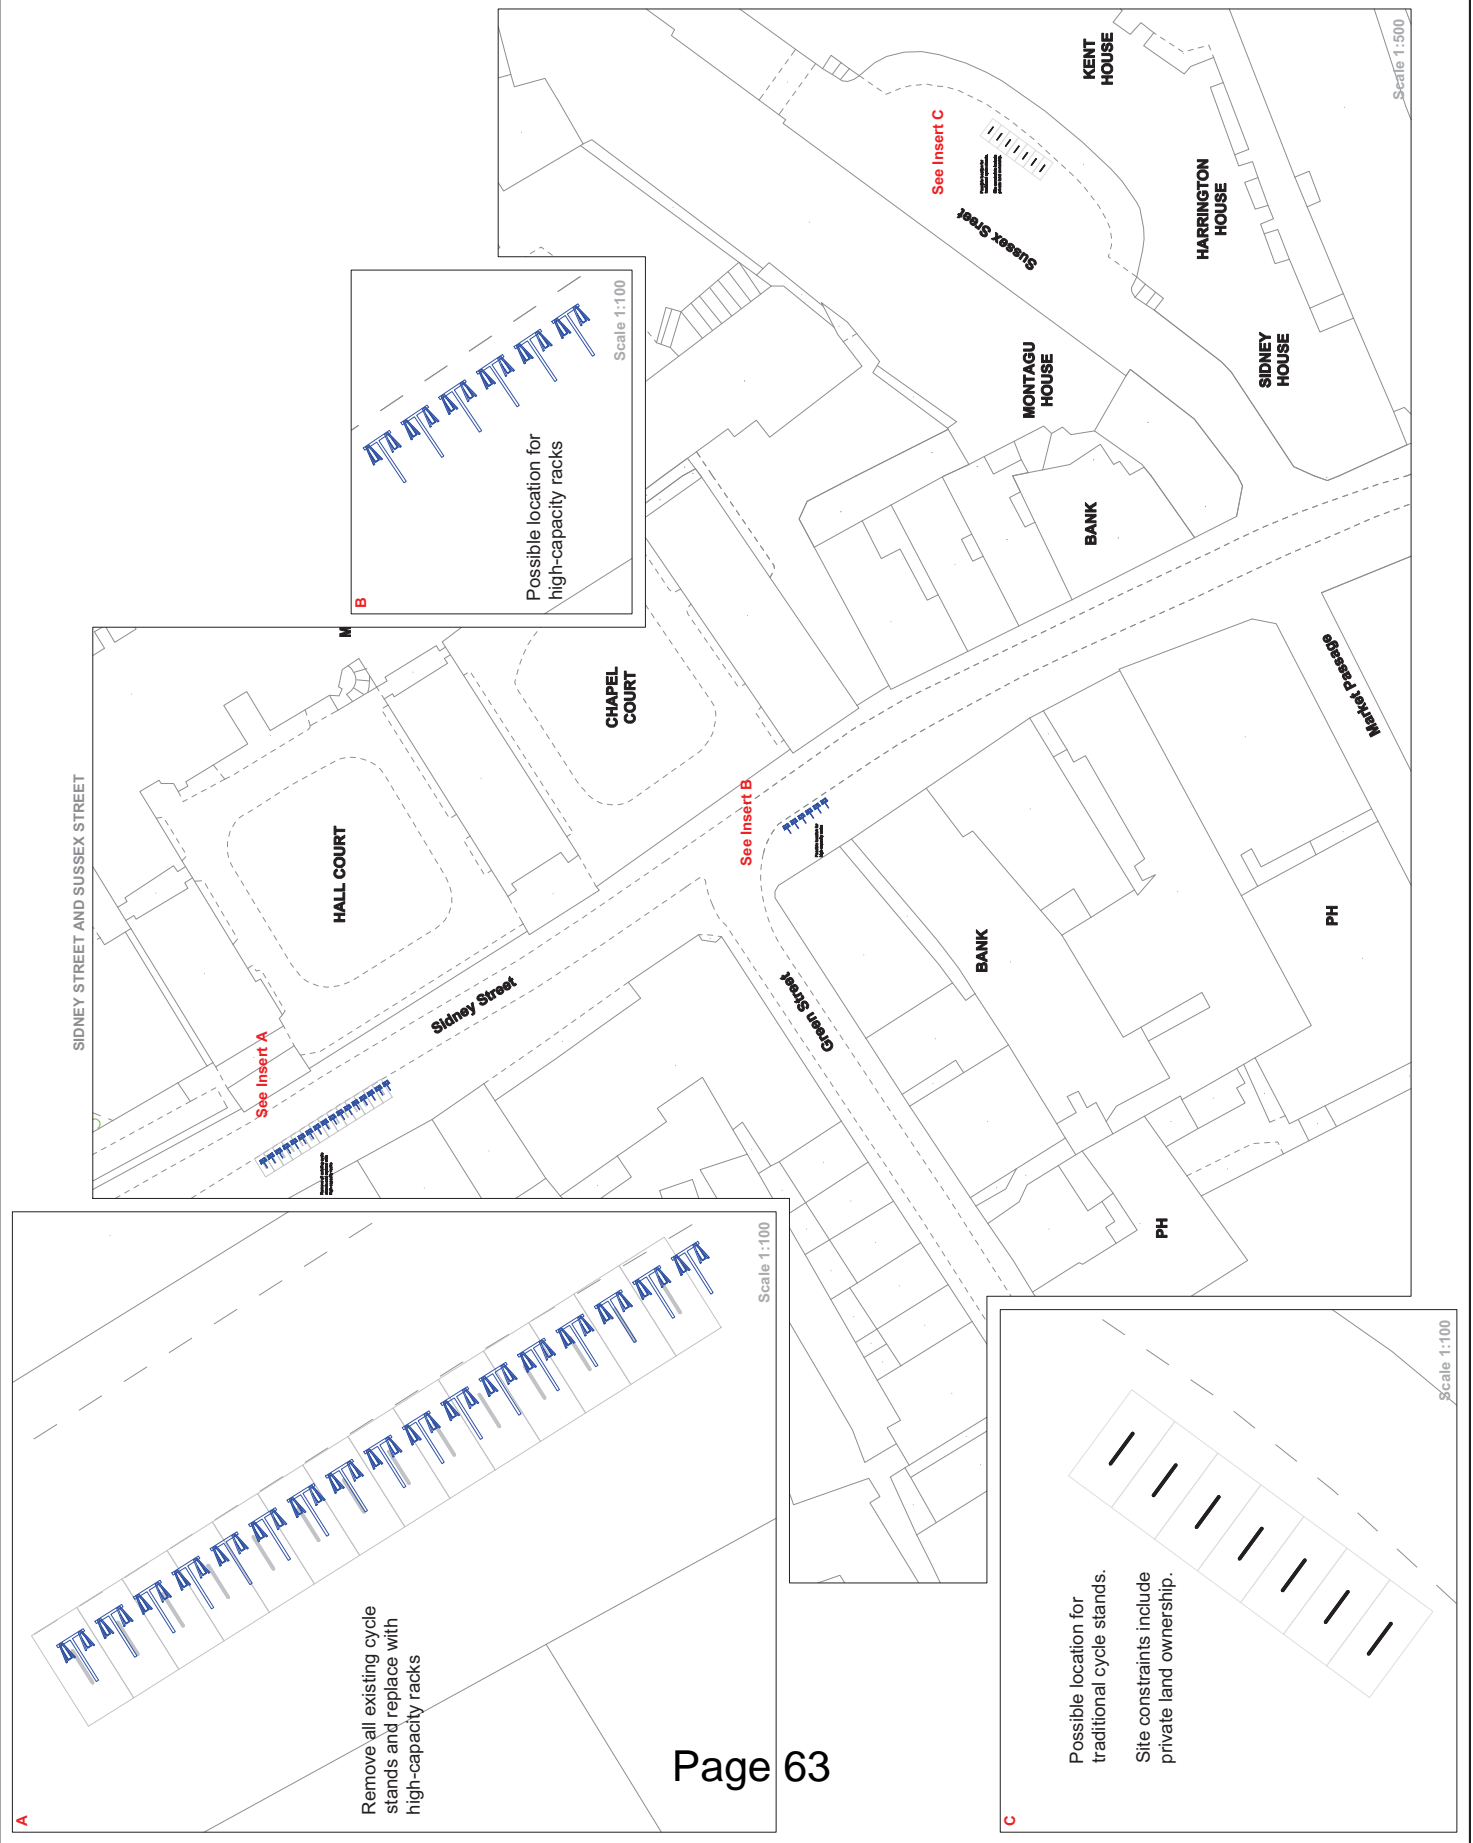 SIDNEY STREET AND SUSSEX STREET
A
Remove all existing cycle
stands and replace with
high-capacity racks
Scale 1:100
B
Possible location for
high-capacity racks
Scale 1:100
C
Possible location for
traditional cycle stands.
Site constraints include
private land ownership.
Scale 1:100
See Insert A
HALL COURT
M
CHAPEL
COURT
Sidney Street
See Insert B
Green Street
BANK
PH
PH
Market Passage
BANK
MONTAGU
HOUSE
SIDNEY
HOUSE
Sussex Sreet
See Insert C
HARRINGTON
HOUSE
KENT
HOUSE
Scale 1:500
Page 63